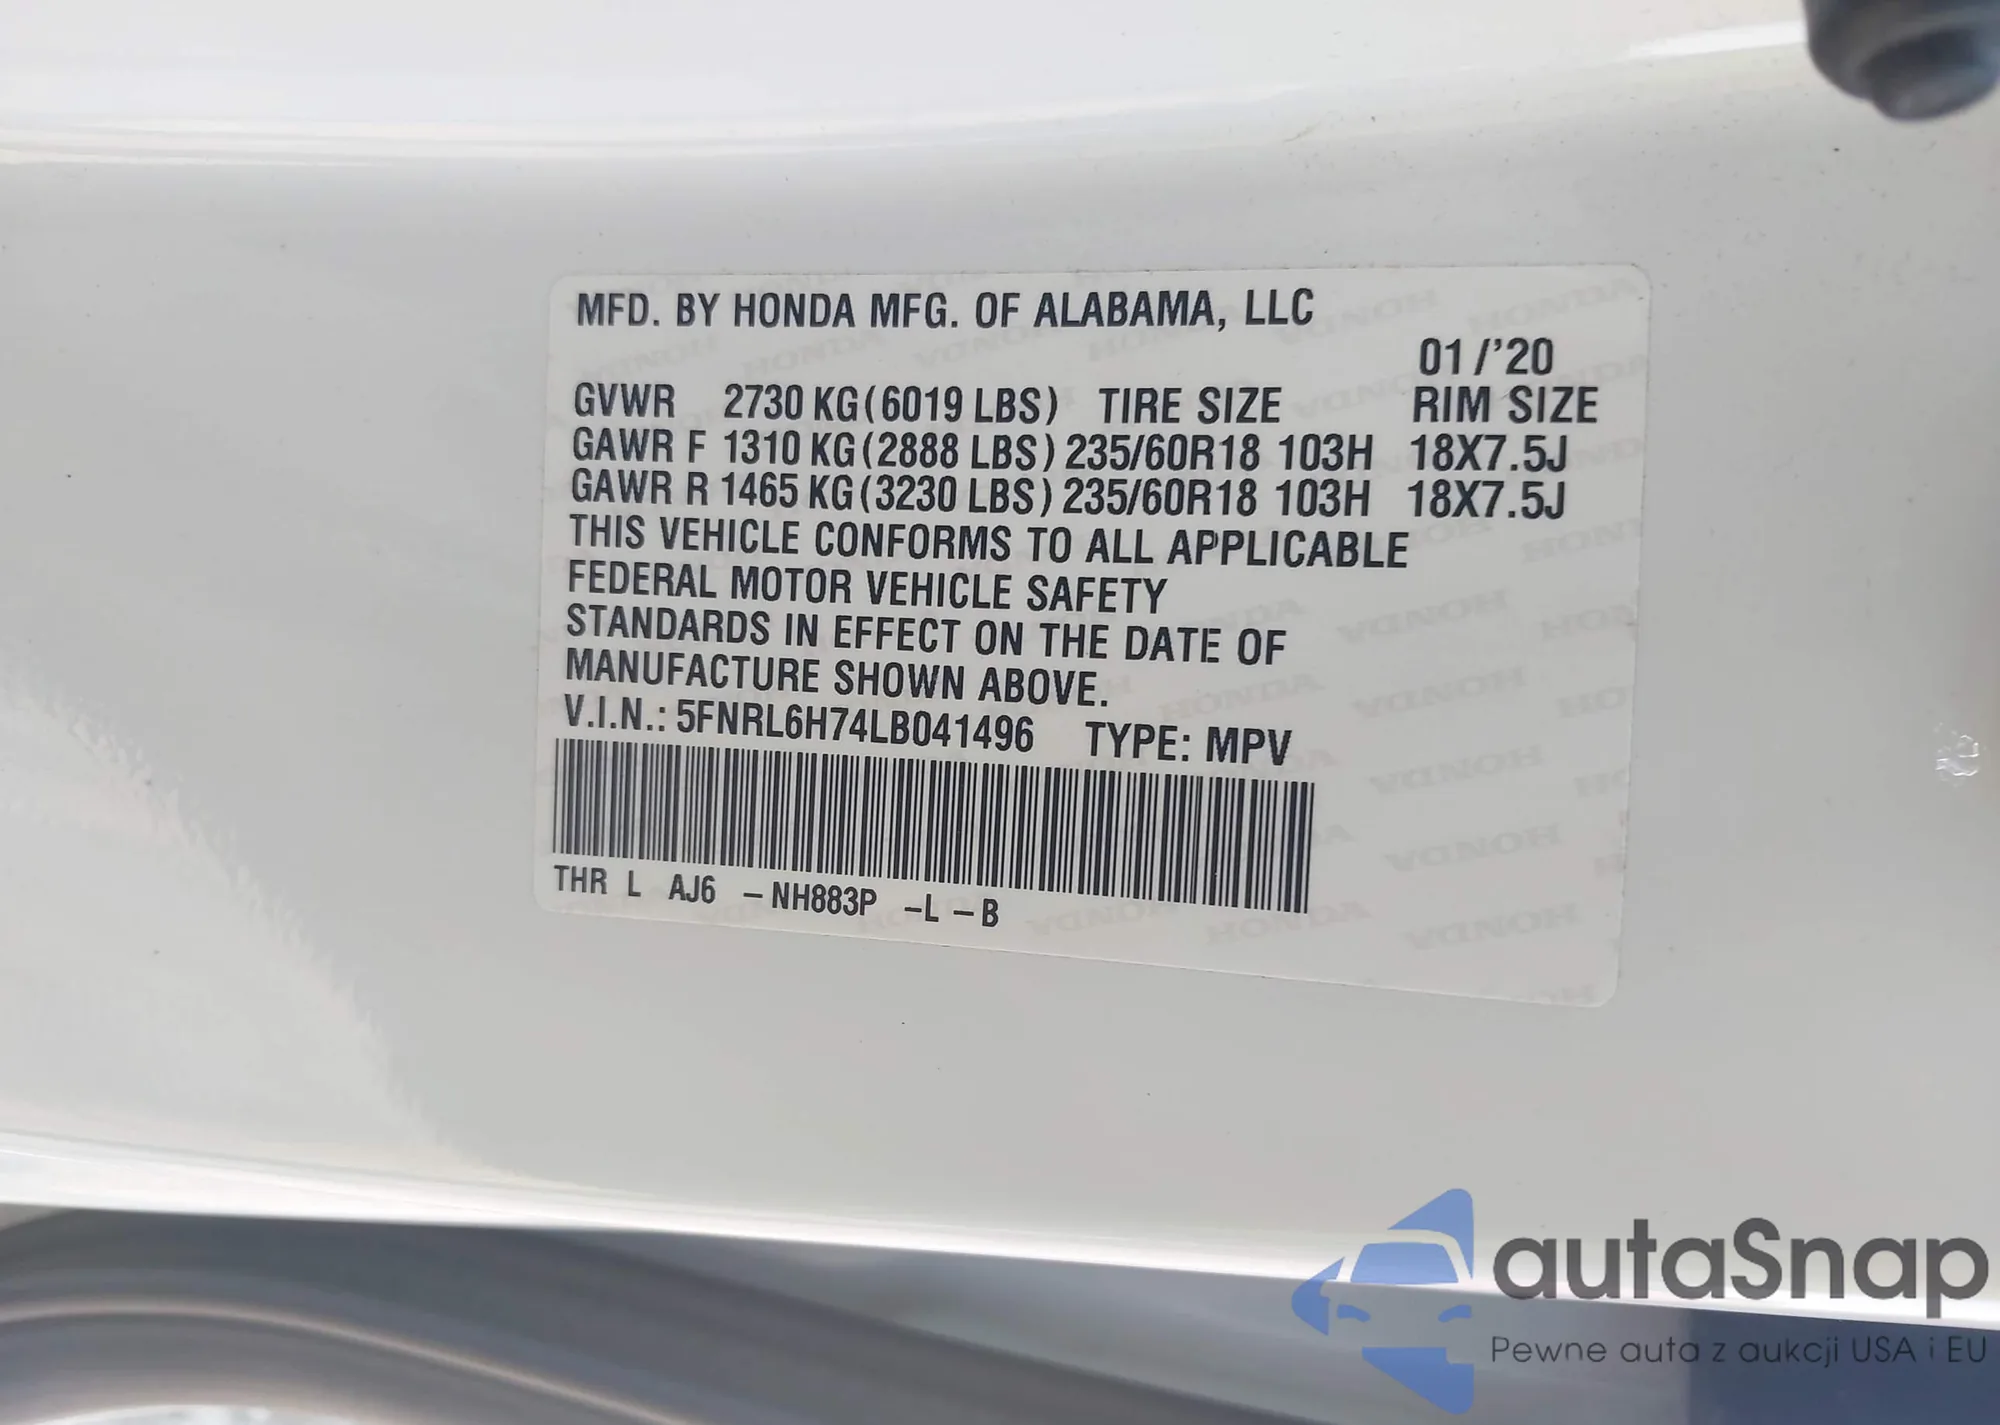 MFD. BY HONDA MFG. OF ALABAMA, LLC
01/'20
GVWR 2730 KG(6019 LBS) TIRE SIZE RIM SIZE
GAWR F 1310 KG(2888 LBS) 235/60R18 103H 18X7.5J
GAWR R 1465 KG(3230 LBS) 235/60R18 103H 18X7.5J
THIS VEHICLE CONFORMS TO ALL APPLICABLE
FEDERAL MOTOR VEHICLE SAFETY
STANDARDS IN EFFECT ON THE DATE OF
MANUFACTURE SHOWN ABOVE.
V.I.N.: 5FNRL6H74LB041496 TYPE: MPV
THR L AJ6 -NH883P -L-B
autaSnap
Pewne auta z aukcji USA i EU